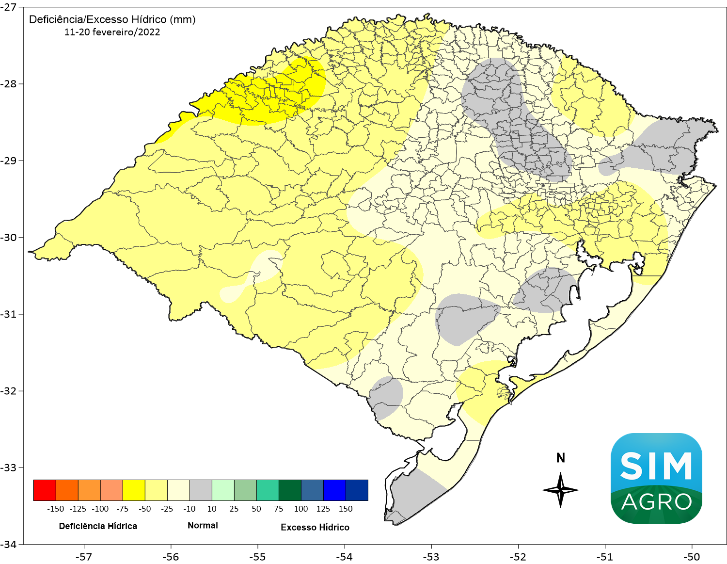 Deficiência/Excesso Hídrico (mm)
11-20 fevereiro/2022
-27
-28
-29
-30
-31
-32
-33
-34
-57
-56
-55
-54
-53
-52
-51
-50
-150 -125 -100 -75 -50 -25 -10 10 25 50 75 100 125 150
Deficiência Hídrica Normal Excesso Hídrico
N
SIM
AGRO